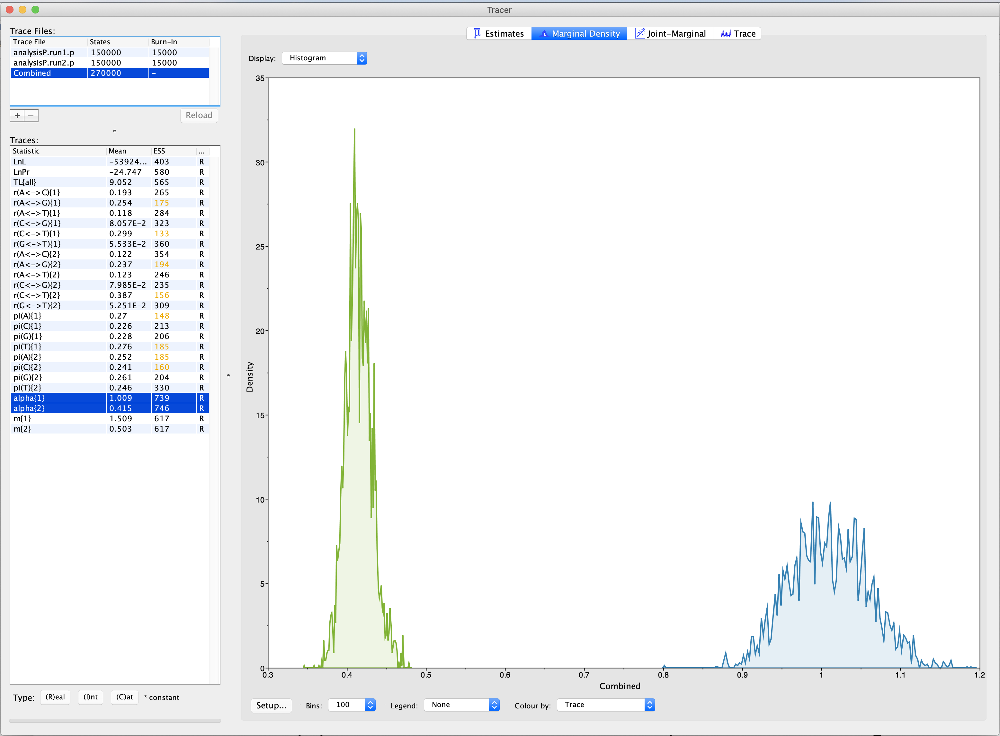 Tracer
Trace Files:
Trace File States Burn-In
analysisP.run1.p 150000 15000
analysisP.run2.p 150000 15000
Combined 270000 -
+ − Reload
Traces:
Statistic Mean ESS ...
LnL -53924... 403 R
LnPr -24.747 580 R
TL{all} 9.052 565 R
r(A<->C){1} 0.193 265 R
r(A<->G){1} 0.254 175 R
r(A<->T){1} 0.118 284 R
r(C<->G){1} 8.057E-2 323 R
r(C<->T){1} 0.299 133 R
r(G<->T){1} 5.533E-2 360 R
r(A<->C){2} 0.122 354 R
r(A<->G){2} 0.237 194 R
r(A<->T){2} 0.123 246 R
r(C<->G){2} 7.985E-2 235 R
r(C<->T){2} 0.387 156 R
r(G<->T){2} 5.251E-2 309 R
pi(A){1} 0.27 148 R
pi(C){1} 0.226 213 R
pi(G){1} 0.228 206 R
pi(T){1} 0.276 185 R
pi(A){2} 0.252 185 R
pi(C){2} 0.241 160 R
pi(G){2} 0.261 204 R
pi(T){2} 0.246 330 R
alpha{1} 1.009 739 R
alpha{2} 0.415 746 R
m{1} 1.509 617 R
m{2} 0.503 617 R
Type: (R)eal (I)nt (C)at * constant
Estimates Marginal Density Joint-Marginal Trace
Display: Histogram
35
30
25
20
15
10
5
0
Density
0.3 0.4 0.5 0.6 0.7 0.8 0.9 1 1.1 1.2
Combined
Setup... Bins: 100 Legend: None Colour by: Trace